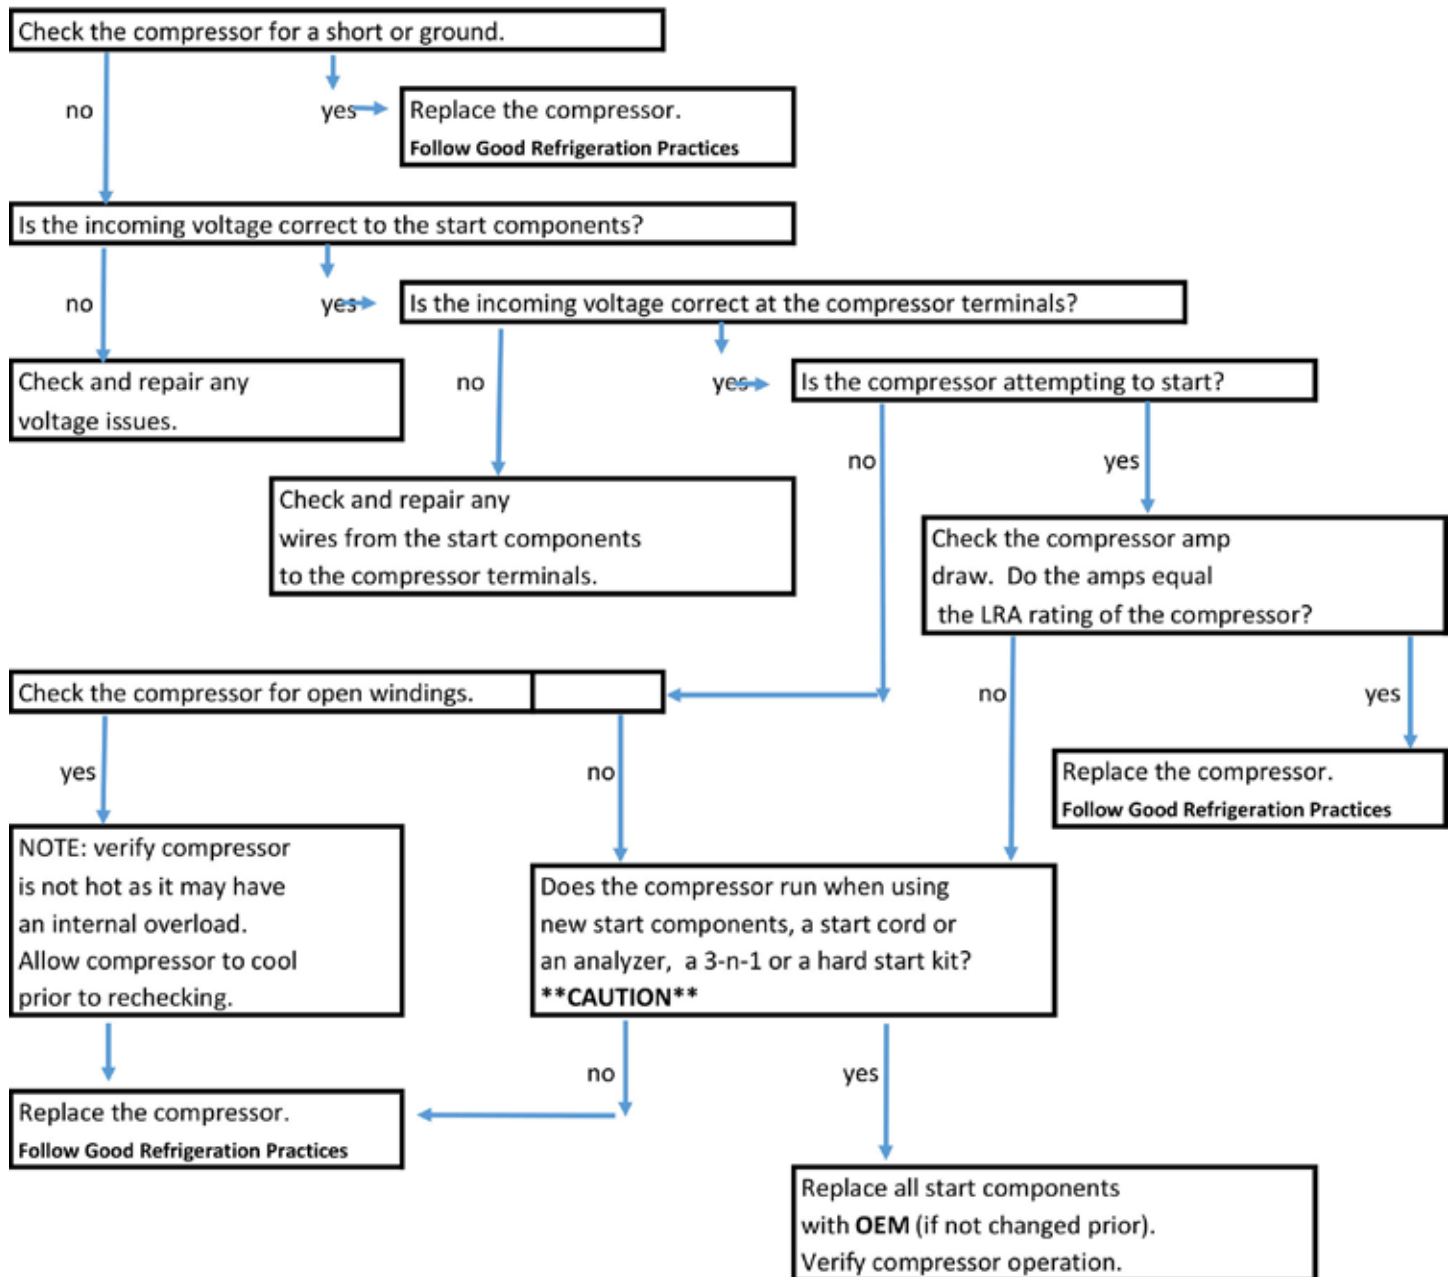 Check the compressor for a short or ground.
no
yes
Replace the compressor.
Follow Good Refrigeration Practices
Is the incoming voltage correct to the start components?
no
yes
Is the incoming voltage correct at the compressor terminals?
Check and repair any
voltage issues.
no
yes
Is the compressor attempting to start?
no
yes
Check and repair any
wires from the start components
to the compressor terminals.
Check the compressor amp
draw. Do the amps equal
the LRA rating of the compressor?
Check the compressor for open windings.
no
yes
yes
no
Replace the compressor.
Follow Good Refrigeration Practices
NOTE: verify compressor
is not hot as it may have
an internal overload.
Allow compressor to cool
prior to rechecking.
Does the compressor run when using
new start components, a start cord or
an analyzer, a 3-n-1 or a hard start kit?
**CAUTION**
no
yes
Replace the compressor.
Follow Good Refrigeration Practices
Replace all start components
with OEM (if not changed prior).
Verify compressor operation.